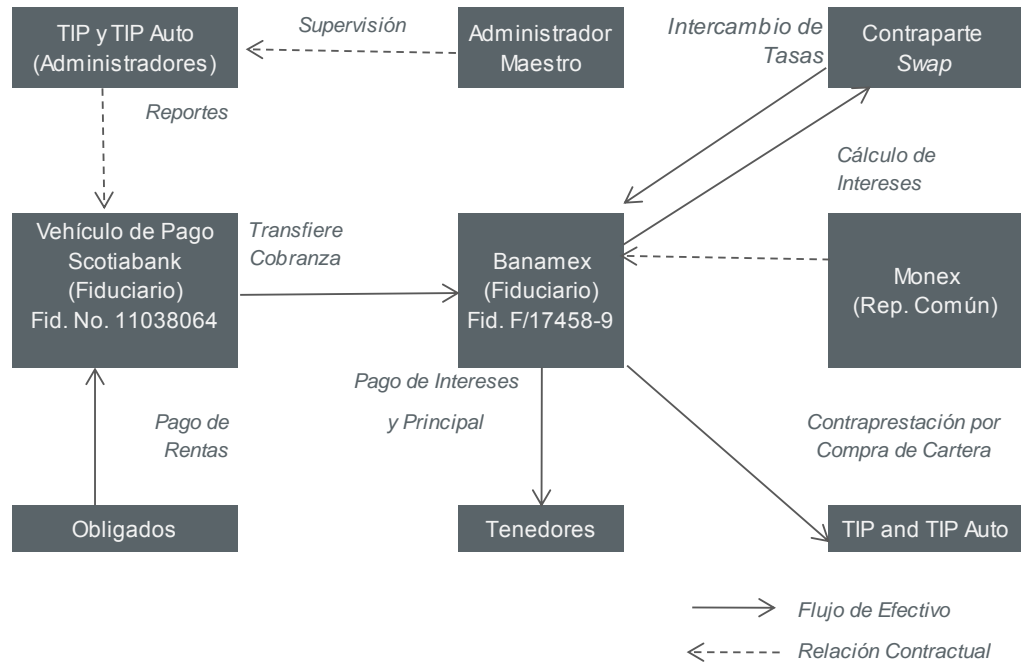 TIP y TIP Auto
(Administradores)
Supervisión
Administrador
Maestro
Intercambio de
Tasas
Contraparte
Swap
Reportes
Cálculo de
Intereses
Vehículo de Pago
Scotiabank
(Fiduciario)
Fid. No. 11038064
Transfiere
Cobranza
Banamex
(Fiduciario)
Fid. F/17458-9
Monex
(Rep. Común)
Pago de Intereses
y Principal
Pago de
Rentas
Contraprestación por
Compra de Cartera
Obligados
Tenedores
TIP and TIP Auto
Flujo de Efectivo
Relación Contractual